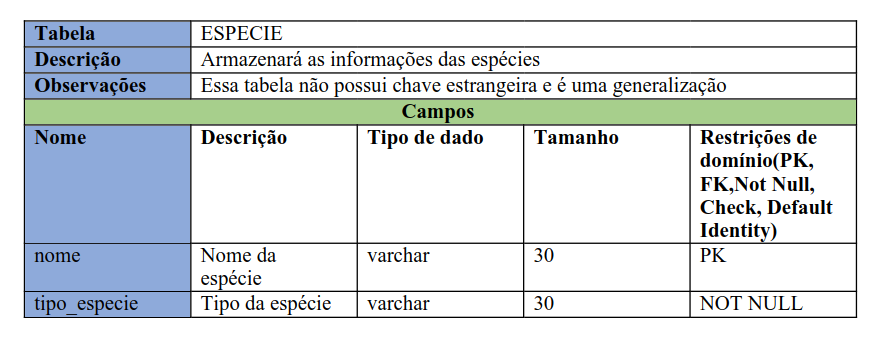 Tabela ESPECIE
Descrição Armazenará as informações das espécies
Observações Essa tabela não possui chave estrangeira e é uma generalização
Campos
Nome Descrição Tipo de dado Tamanho Restrições de
domínio(PK,
FK,Not Null,
Check, Default
Identity)
nome Nome da varchar 30 PK
espécie
tipo_especie Tipo da espécie varchar 30 NOT NULL